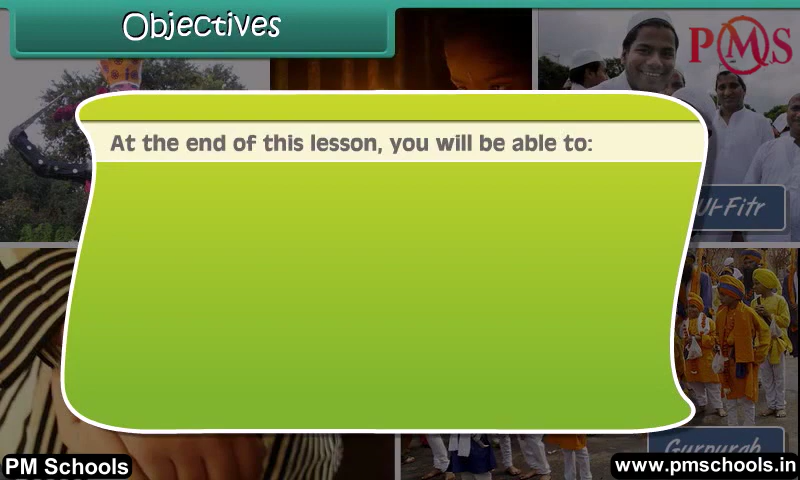 Objectives
PMS
At the end of this lesson, you will be able to:
Ul-Fitr
Gurpurab
PM Schools
www.pmschools.in